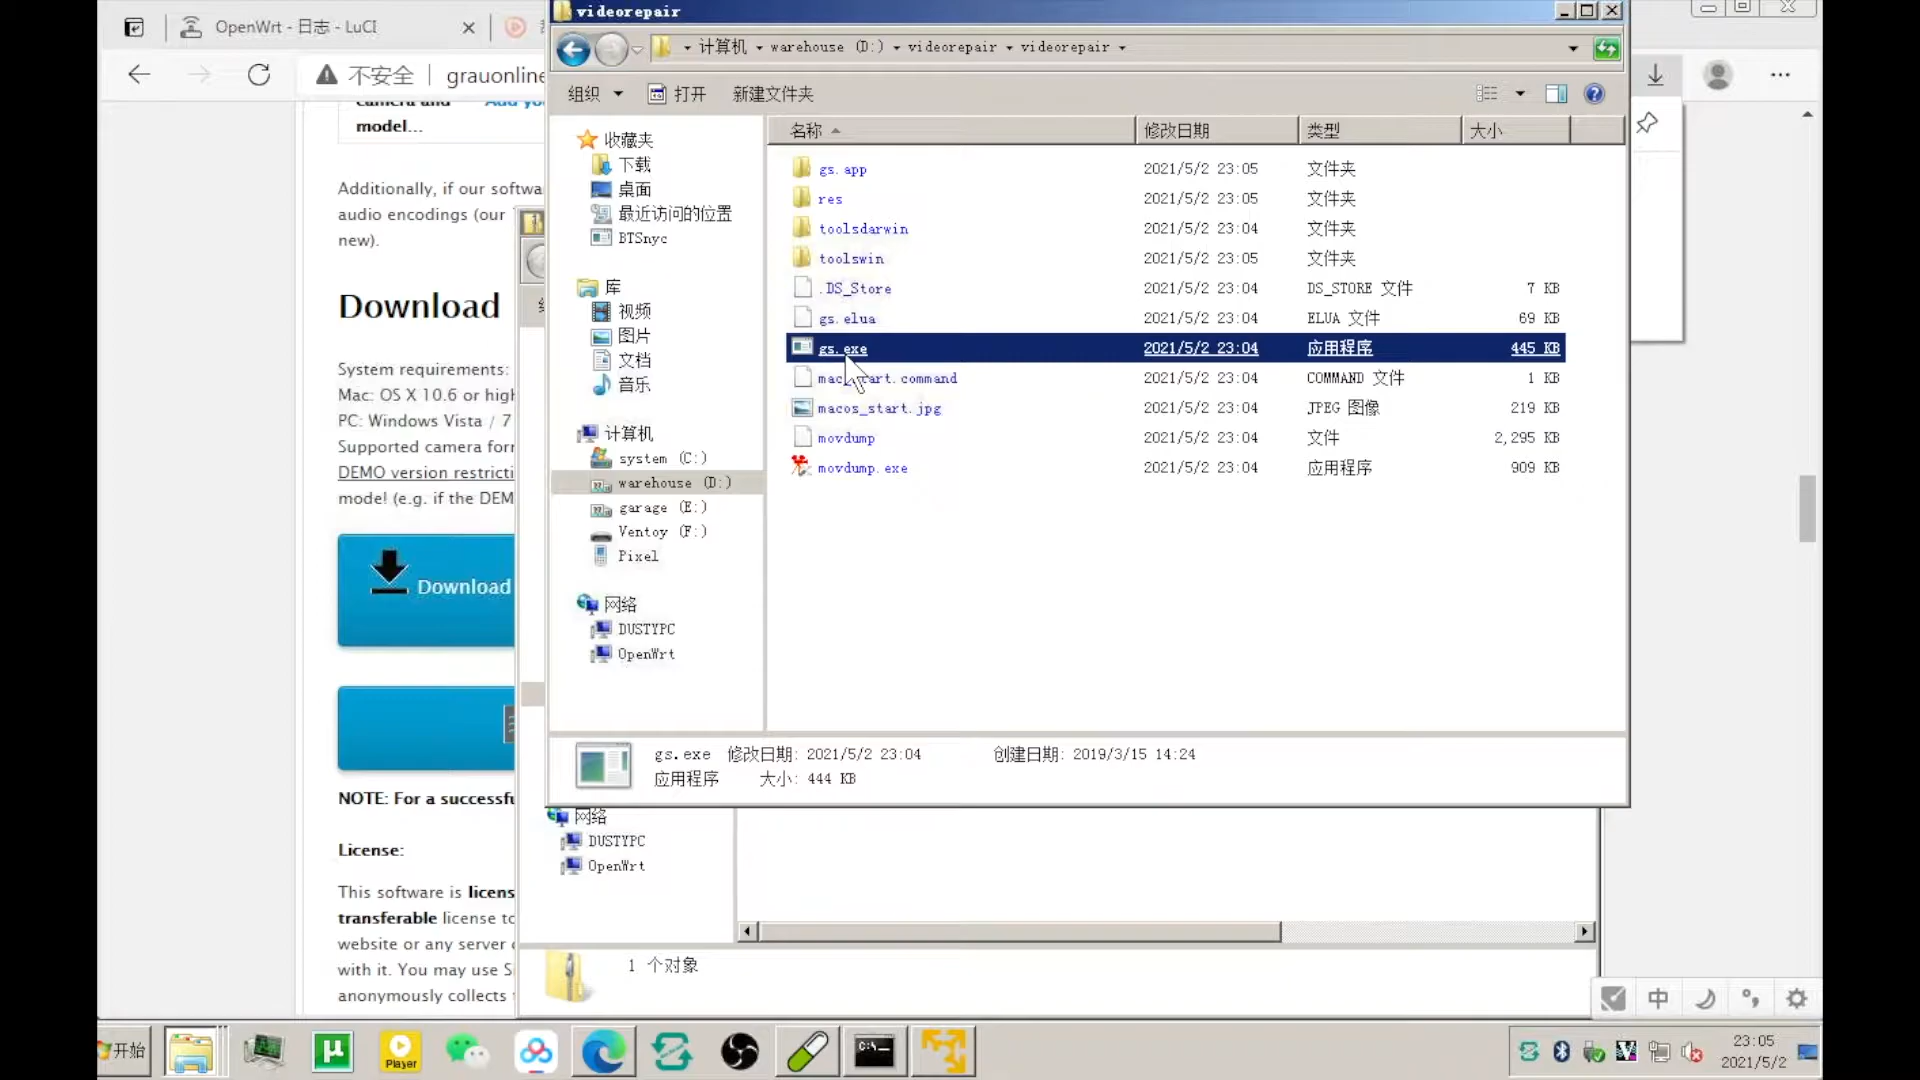 OpenWrt - 日志 - LuCI
videorepair
计算机 warehouse (D:) videorepair videorepair
不安全 grauonline
组织 打开 新建文件夹
camera and Add yo
model...
名称 修改日期 类型 大小
收藏夹
下载
桌面
最近访问的位置
BTSnyc
库
视频
图片
文档
音乐
计算机
system (C:)
warehouse (D:)
garage (E:)
Ventoy (F:)
Pixel
网络
DUSTYPC
OpenWrt
gs.app 2021/5/2 23:05 文件夹
res 2021/5/2 23:05 文件夹
toolsdarwin 2021/5/2 23:04 文件夹
toolswin 2021/5/2 23:05 文件夹
.DS_Store 2021/5/2 23:04 DS_STORE 文件 7 KB
gs.elua 2021/5/2 23:04 ELUA 文件 69 KB
gs.exe 2021/5/2 23:04 应用程序 445 KB
mac_start.command 2021/5/2 23:04 COMMAND 文件 1 KB
macos_start.jpg 2021/5/2 23:04 JPEG 图像 219 KB
movdump 2021/5/2 23:04 文件 2,295 KB
movdump.exe 2021/5/2 23:04 应用程序 909 KB
gs.exe 修改日期: 2021/5/2 23:04 创建日期: 2019/3/15 14:24
应用程序 大小: 444 KB
Additionally, if our softwa
audio encodings (our
new).
Download
System requirements:
Mac: OS X 10.6 or high
PC: Windows Vista / 7
Supported camera form
DEMO version restricti
mode! (e.g. if the DEM
Download
NOTE: For a successfu
License:
This software is licens
transferable license to
website or any server
with it. You may use S
anonymously collects
网络
DUSTYPC
OpenWrt
1 个对象
中
开始
Player
23:05
2021/5/2